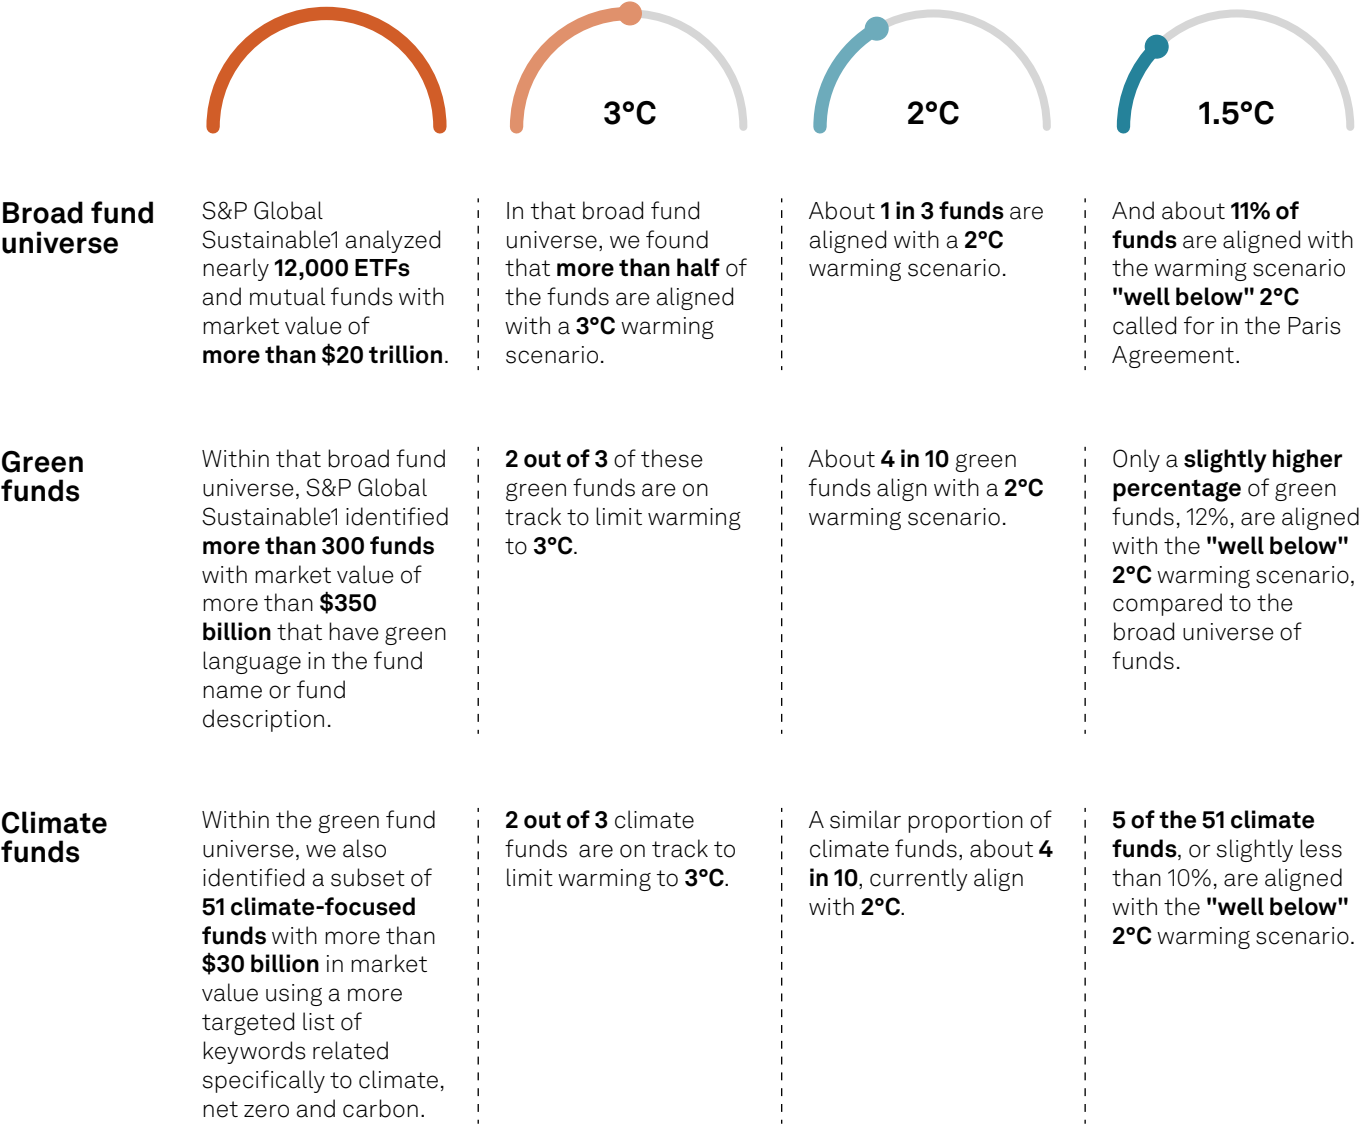 3°C
2°C
1.5°C
Broad fund
universe
S&P Global
Sustainable1 analyzed
nearly 12,000 ETFs
and mutual funds with
market value of
more than $20 trillion.
In that broad fund
universe, we found
that more than half of
the funds are aligned
with a 3°C warming
scenario.
About 1 in 3 funds are
aligned with a 2°C
warming scenario.
And about 11% of
funds are aligned with
the warming scenario
"well below" 2°C
called for in the Paris
Agreement.
Green
funds
Within that broad fund
universe, S&P Global
Sustainable1 identified
more than 300 funds
with market value of
more than $350
billion that have green
language in the fund
name or fund
description.
2 out of 3 of these
green funds are on
track to limit warming
to 3°C.
About 4 in 10 green
funds align with a 2°C
warming scenario.
Only a slightly higher
percentage of green
funds, 12%, are aligned
with the "well below"
2°C warming scenario,
compared to the
broad universe of
funds.
Climate
funds
Within the green fund
universe, we also
identified a subset of
51 climate-focused
funds with more than
$30 billion in market
value using a more
targeted list of
keywords related
specifically to climate,
net zero and carbon.
2 out of 3 climate
funds are on track to
limit warming to 3°C.
A similar proportion of
climate funds, about 4
in 10, currently align
with 2°C.
5 of the 51 climate
funds, or slightly less
than 10%, are aligned
with the "well below"
2°C warming scenario.